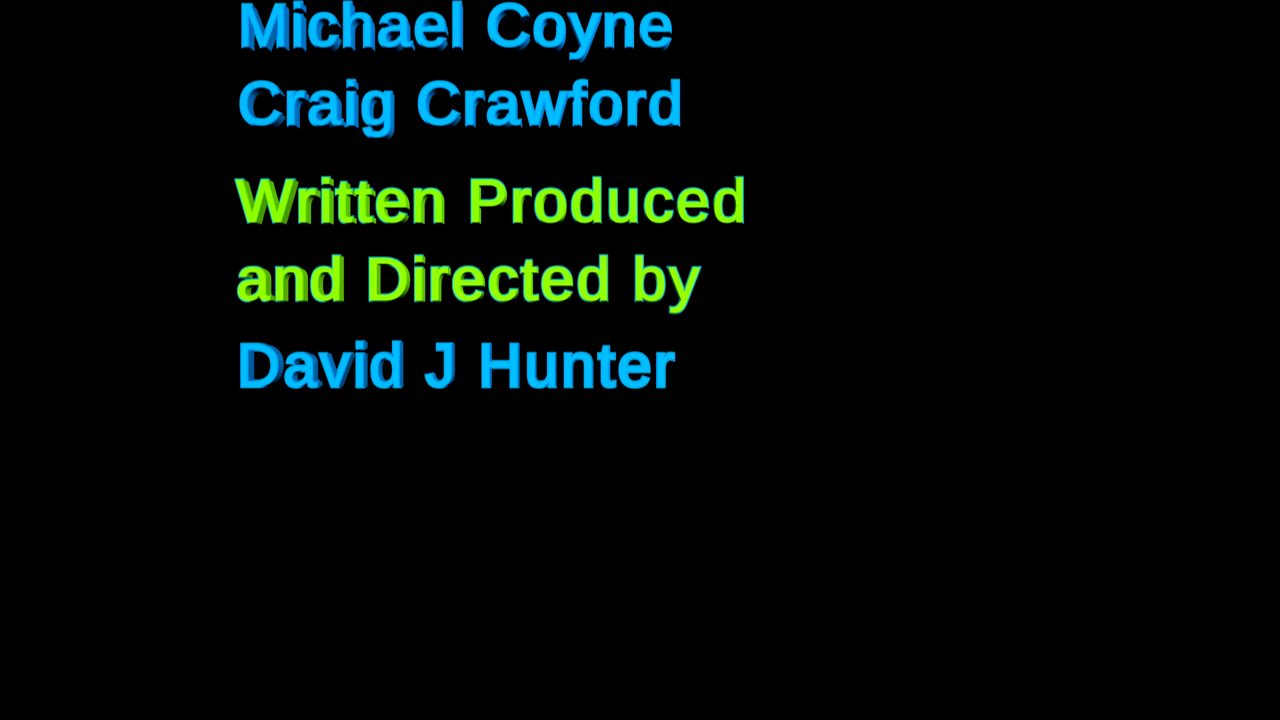 Michael Coyne
Craig Crawford
Written Produced
and Directed by
David J Hunter